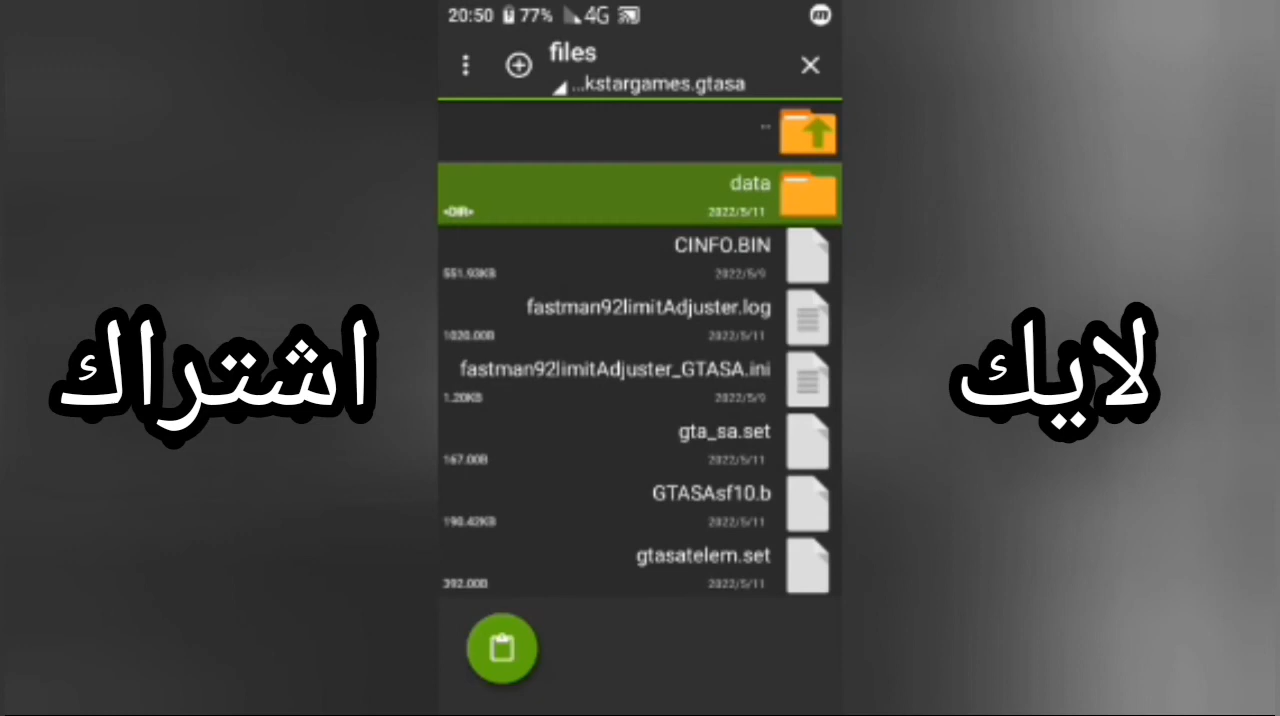 20:50 77% 4G
files
...kstargames.gtasa
..
data
<DIR> 2022/5/11
CINFO.BIN
551.93KB 2022/5/9
fastman92limitAdjuster.log
1020.00B 2022/5/11
fastman92limitAdjuster_GTASA.ini
1.20KB 2022/5/9
gta_sa.set
167.00B 2022/5/11
GTASAsf10.b
190.42KB 2022/5/11
gtasatelem.set
392.00B 2022/5/11
لايك
اشتراك